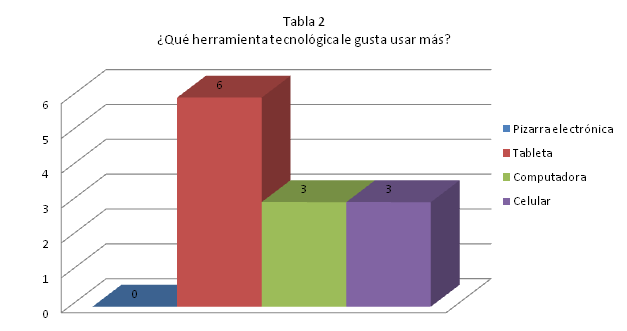 Tabla 2
¿Qué herramienta tecnológica le gusta usar más?
6
5
4
3
2
1
0
0
6
3
3
Pizarra electrónica
Tableta
Computadora
Celular